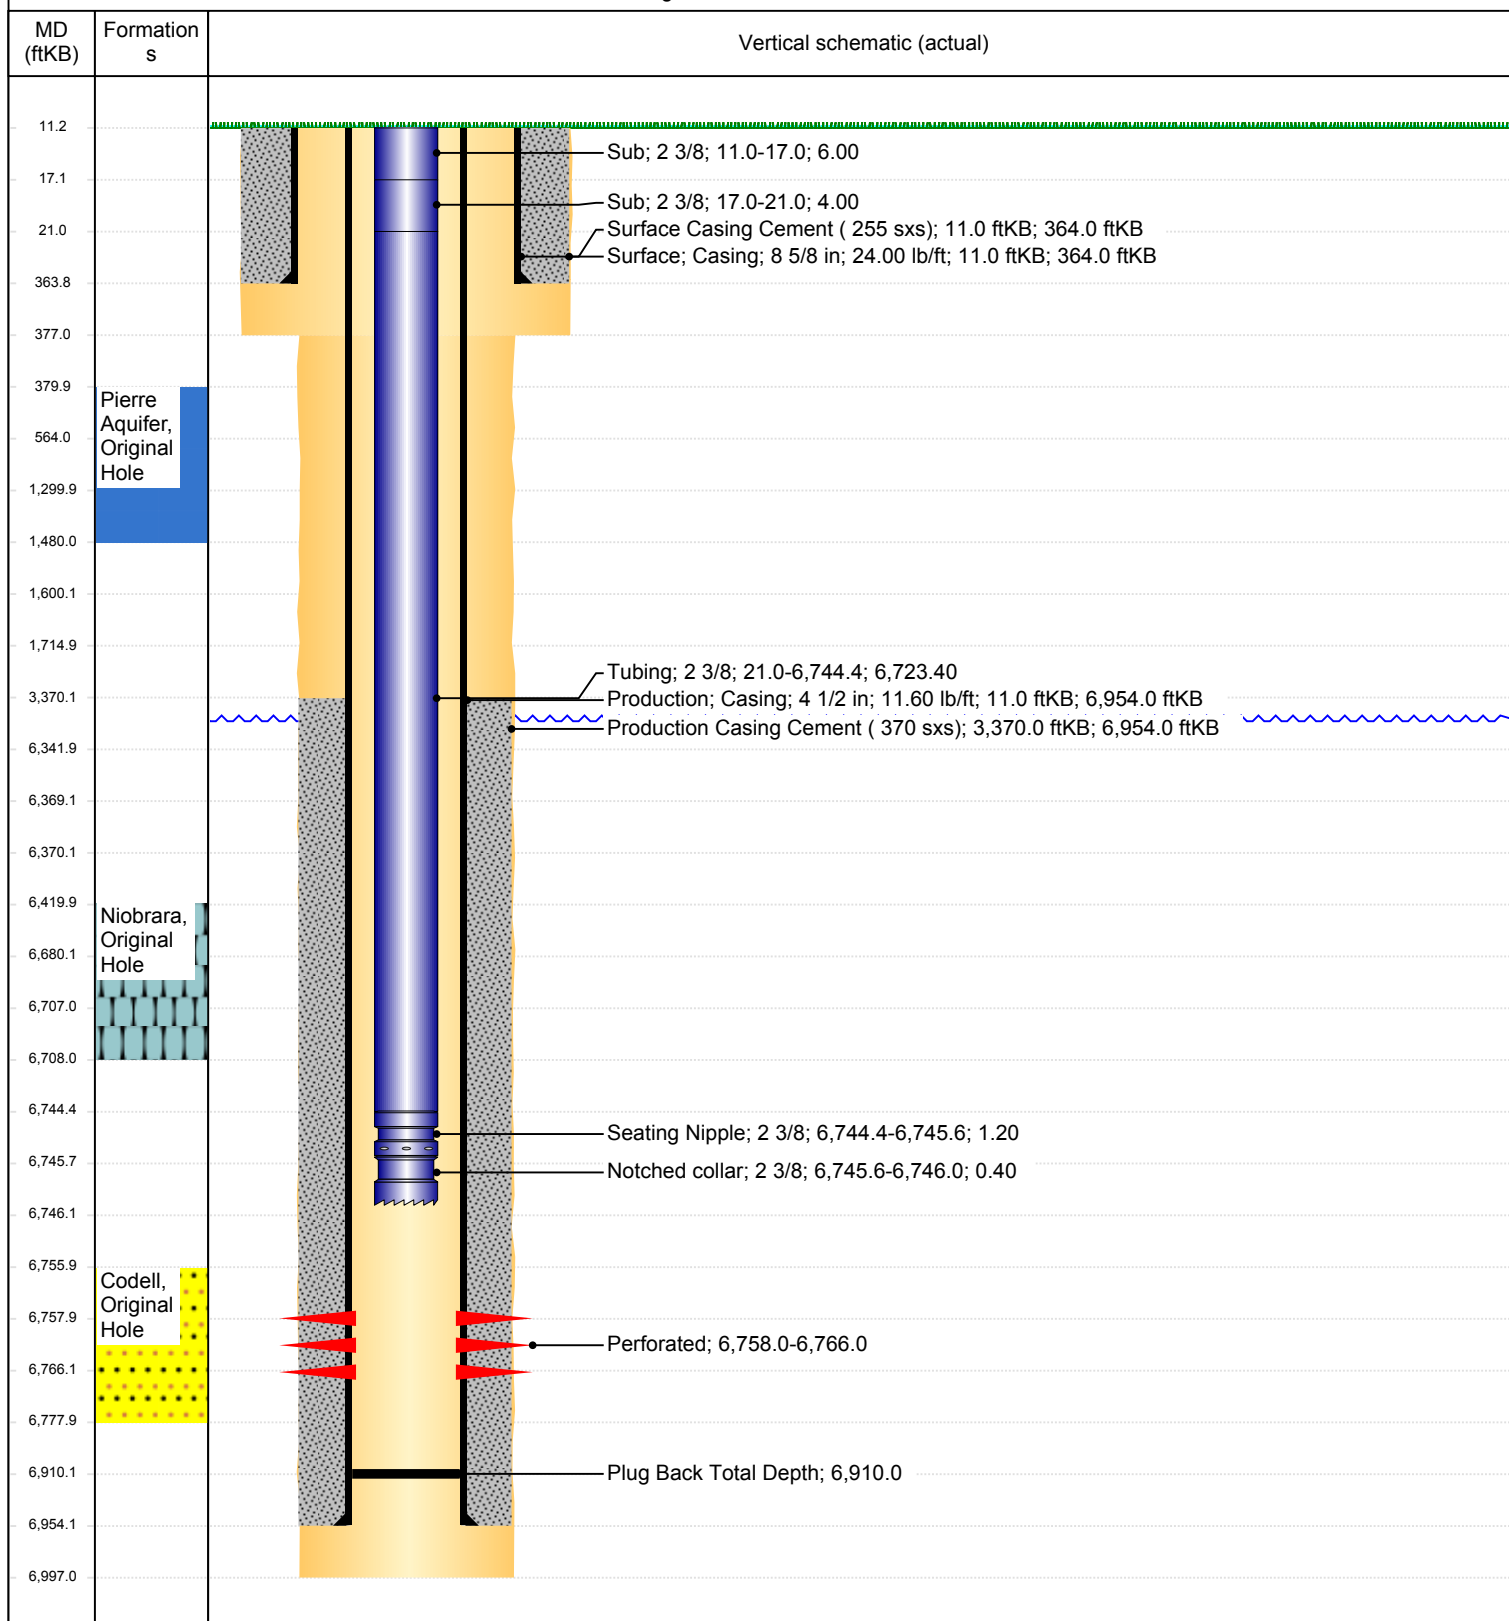 MD
(ftKB)
Formation
s
Vertical schematic (actual)
11.2
17.1
21.0
363.8
377.0
379.9
564.0
1,299.9
1,480.0
1,600.1
1,714.9
3,370.1
6,341.9
6,369.1
6,370.1
6,419.9
6,680.1
6,707.0
6,708.0
6,744.4
6,745.7
6,746.1
6,755.9
6,757.9
6,766.1
6,777.9
6,910.1
6,954.1
6,997.0
Pierre
Aquifer,
Original
Hole
Niobrara,
Original
Hole
Codell,
Original
Hole
Sub; 2 3/8; 11.0-17.0; 6.00
Sub; 2 3/8; 17.0-21.0; 4.00
Surface Casing Cement ( 255 sxs); 11.0 ftKB; 364.0 ftKB
Surface; Casing; 8 5/8 in; 24.00 lb/ft; 11.0 ftKB; 364.0 ftKB
Tubing; 2 3/8; 21.0-6,744.4; 6,723.40
Production; Casing; 4 1/2 in; 11.60 lb/ft; 11.0 ftKB; 6,954.0 ftKB
Production Casing Cement ( 370 sxs); 3,370.0 ftKB; 6,954.0 ftKB
Seating Nipple; 2 3/8; 6,744.4-6,745.6; 1.20
Notched collar; 2 3/8; 6,745.6-6,746.0; 0.40
Perforated; 6,758.0-6,766.0
Plug Back Total Depth; 6,910.0